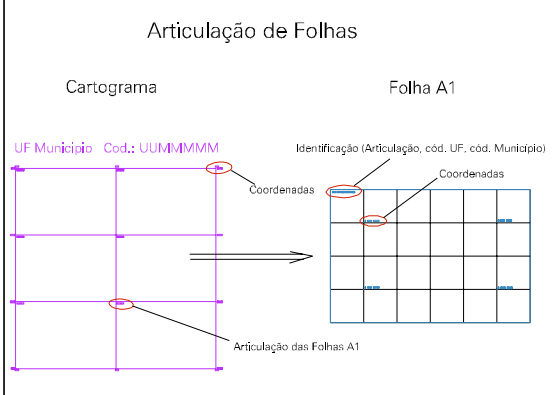 Articulação de Folhas
Cartograma
Folha A1
UF Municipio Cod.: UUMMMMM
Identificação (Articulação, cód. UF, cód. Município)
Coordenadas
Coordenadas
Articulação das Folhas A1